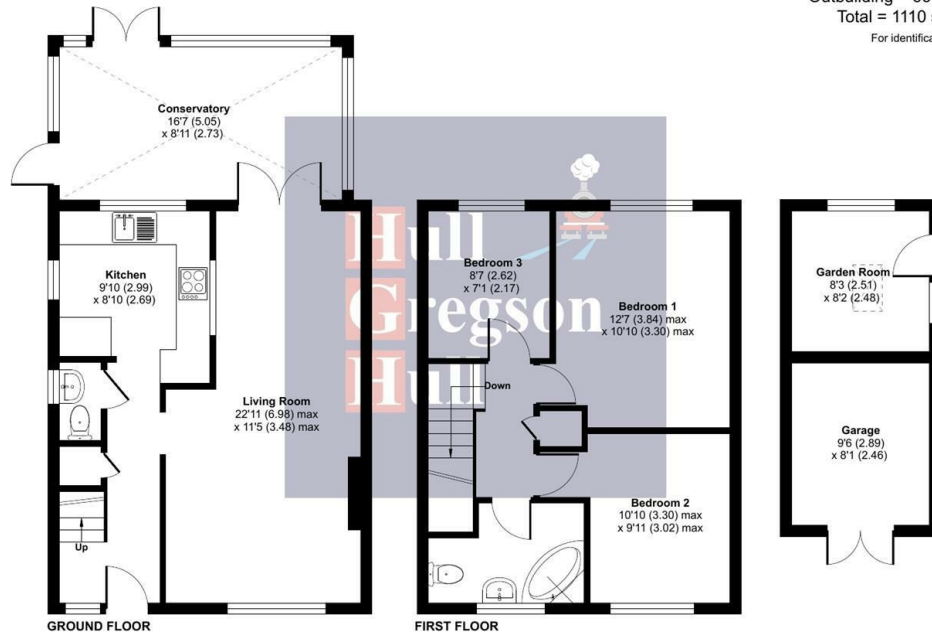 Outbuilding
Total = 1110
For identifica
Conservatory
16'7 (5.05)
x 8'11 (2.73)
Kitchen
9'10 (2.99)
x 8'10 (2.69)
Living Room
22'11 (6.98) max
x 11'5 (3.48) max
Up
GROUND FLOOR
Hull
Gregson
Hull
Bedroom 3
8'7 (2.62)
x 7'1 (2.17)
Bedroom 1
12'7 (3.84) max
x 10'10 (3.30) max
Down
Bedroom 2
10'10 (3.30) max
x 9'11 (3.02) max
FIRST FLOOR
Garden Room
8'3 (2.51)
x 8'2 (2.48)
Garage
9'6 (2.89)
x 8'1 (2.46)